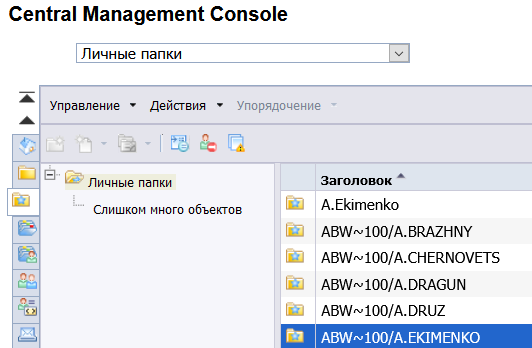 Central Management Console
Личные папки
Управление Действия Упорядочение
Личные папки
Слишком много объектов
Заголовок
A.Ekimenko
ABW~100/A.BRAZHNY
ABW~100/A.CHERNOVETS
ABW~100/A.DRAGUN
ABW~100/A.DRUZ
ABW~100/A.EKIMENKO